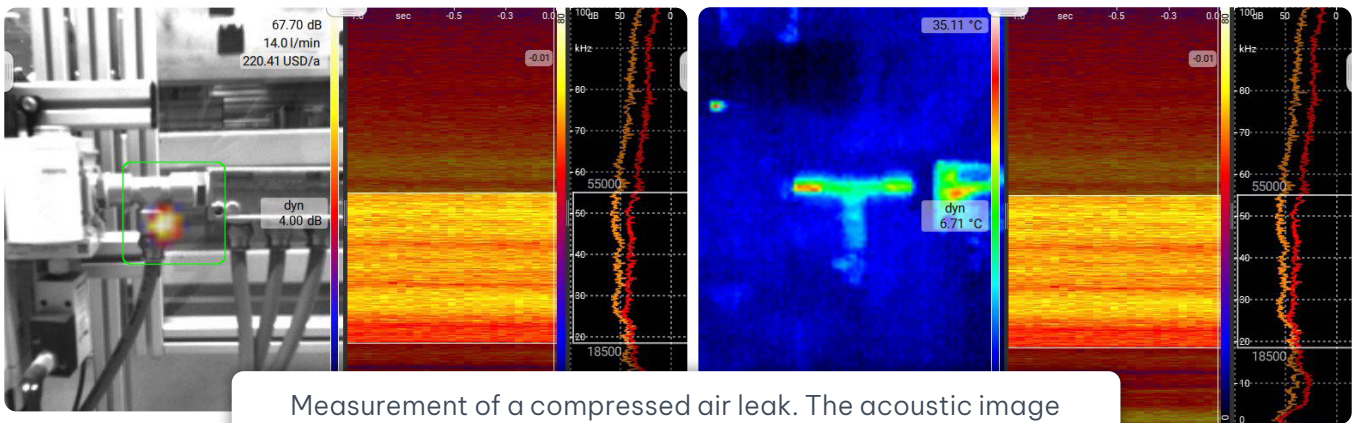 67.70 dB
14.0 l/min
220.41 USD/a
dyn
4.00 dB
sec -0.5 -0.3 0.0
-0.01
dB 50 0
100
kHz
80
70
60
55000
50
40
30
20
18500
80
35.11 °C
dyn
6.71 °C
sec -0.5 -0.3 0.0
-0.01
80
0
dB 50 0
100
kHz
80
70
60
55000
50
40
30
20
18500
10
0
Measurement of a compressed air leak. The acoustic image